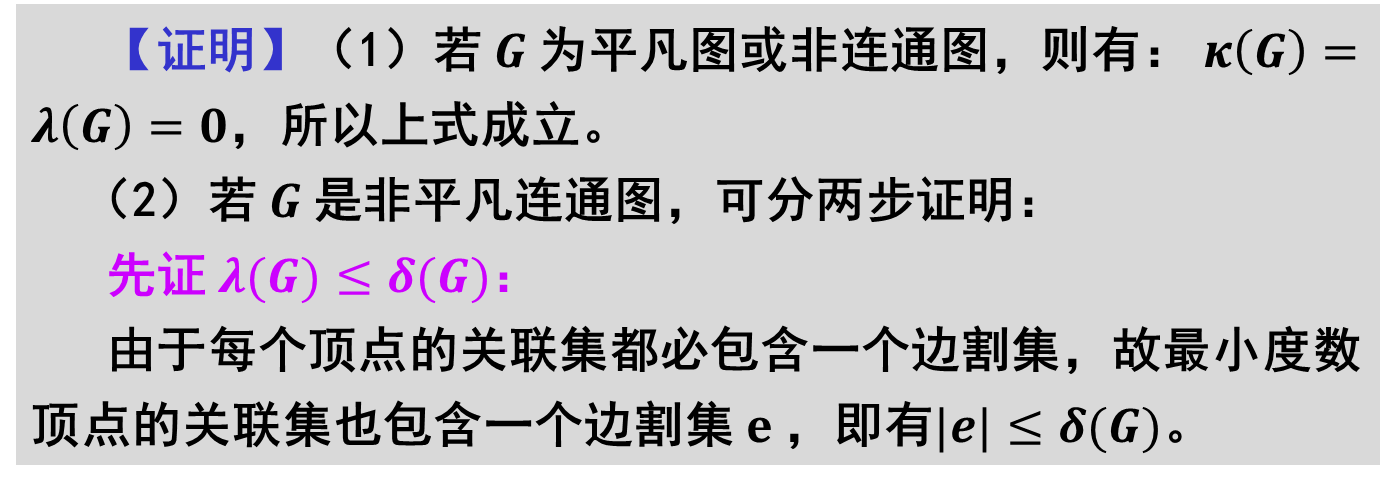 【证明】（1）若 G 为平凡图或非连通图，则有： κ(G) =
λ(G) = 0，所以上式成立。
（2）若 G 是非平凡连通图，可分两步证明：
先证 λ(G) ≤ δ(G)：
由于每个顶点的关联集都必包含一个边割集，故最小度数
顶点的关联集也包含一个边割集 e ，即有|e| ≤ δ(G)。